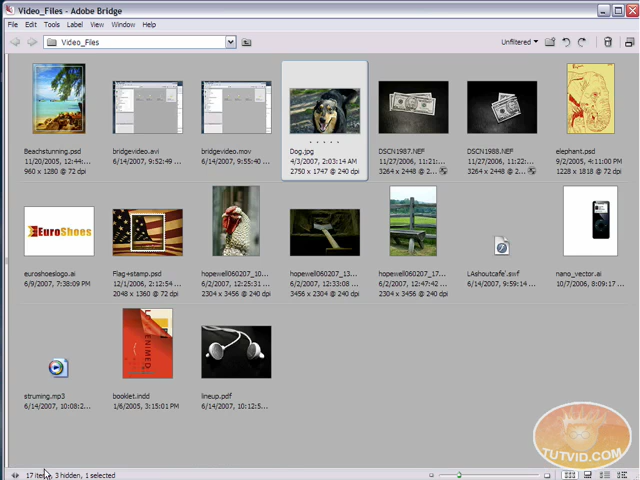 Video_Files - Adobe Bridge
File Edit Tools Label View Window Help
Video_Files
Unfiltered
Beachstunning.psd
11/20/2005, 12:44:...
960 x 1280 @ 72 dpi
bridgevideo.avi
6/14/2007, 9:52:49 ...
bridgevideo.mov
6/14/2007, 9:55:40 ...
Dog.jpg
4/3/2007, 2:03:14 AM
2750 x 1747 @ 240 dpi
DSCN1987.NEF
11/27/2006, 11:21:...
3264 x 2448 @ 2...
DSCN1988.NEF
11/27/2006, 11:22:...
3264 x 2448 @ 2...
elephant.psd
9/2/2005, 4:11:00 PM
1228 x 1818 @ 72 dpi
EuroShoes
euroshoeslogo.ai
6/9/2007, 7:38:09 PM
Flag+stamp.psd
12/1/2006, 2:12:54 ...
2048 x 1360 @ 72 dpi
hopewell060207_10...
6/2/2007, 12:25:31 ...
2304 x 3456 @ 240 dpi
hopewell060207_13...
6/2/2007, 12:33:08 ...
3456 x 2304 @ 240 dpi
hopewell060207_17...
6/2/2007, 12:47:42 ...
2304 x 3456 @ 240 dpi
LAshoutcafe'.swf
6/14/2007, 9:59:14 ...
nano_vector.ai
10/7/2006, 8:09:17 ...
struming.mp3
6/14/2007, 10:08:2...
booklet.indd
1/6/2005, 3:15:01 PM
lineup.pdf
6/14/2007, 10:12:5...
TUTVID.COM
17 items, 3 hidden, 1 selected